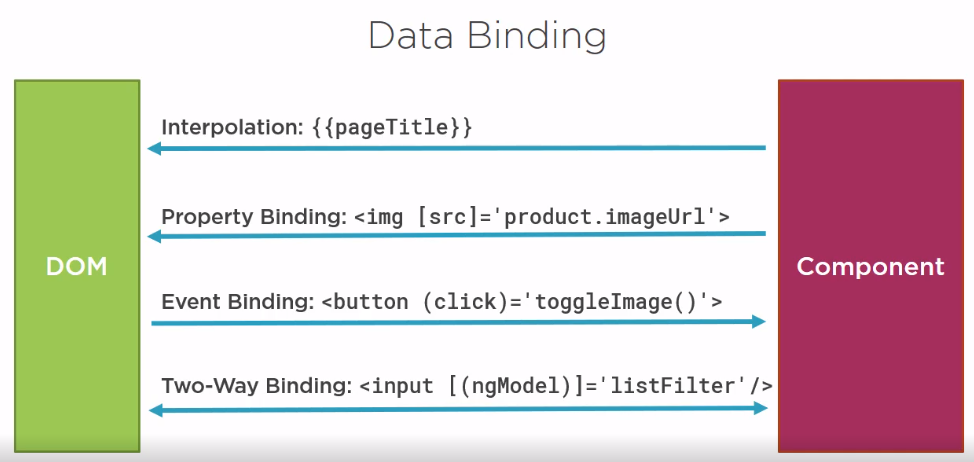 Data Binding
Interpolation: {{pageTitle}}
Property Binding: <img [src]='product.imageUrl'>
DOM
Component
Event Binding: <button (click)='toggleImage()'>
Two-Way Binding: <input [(ngModel)]='listFilter'/>